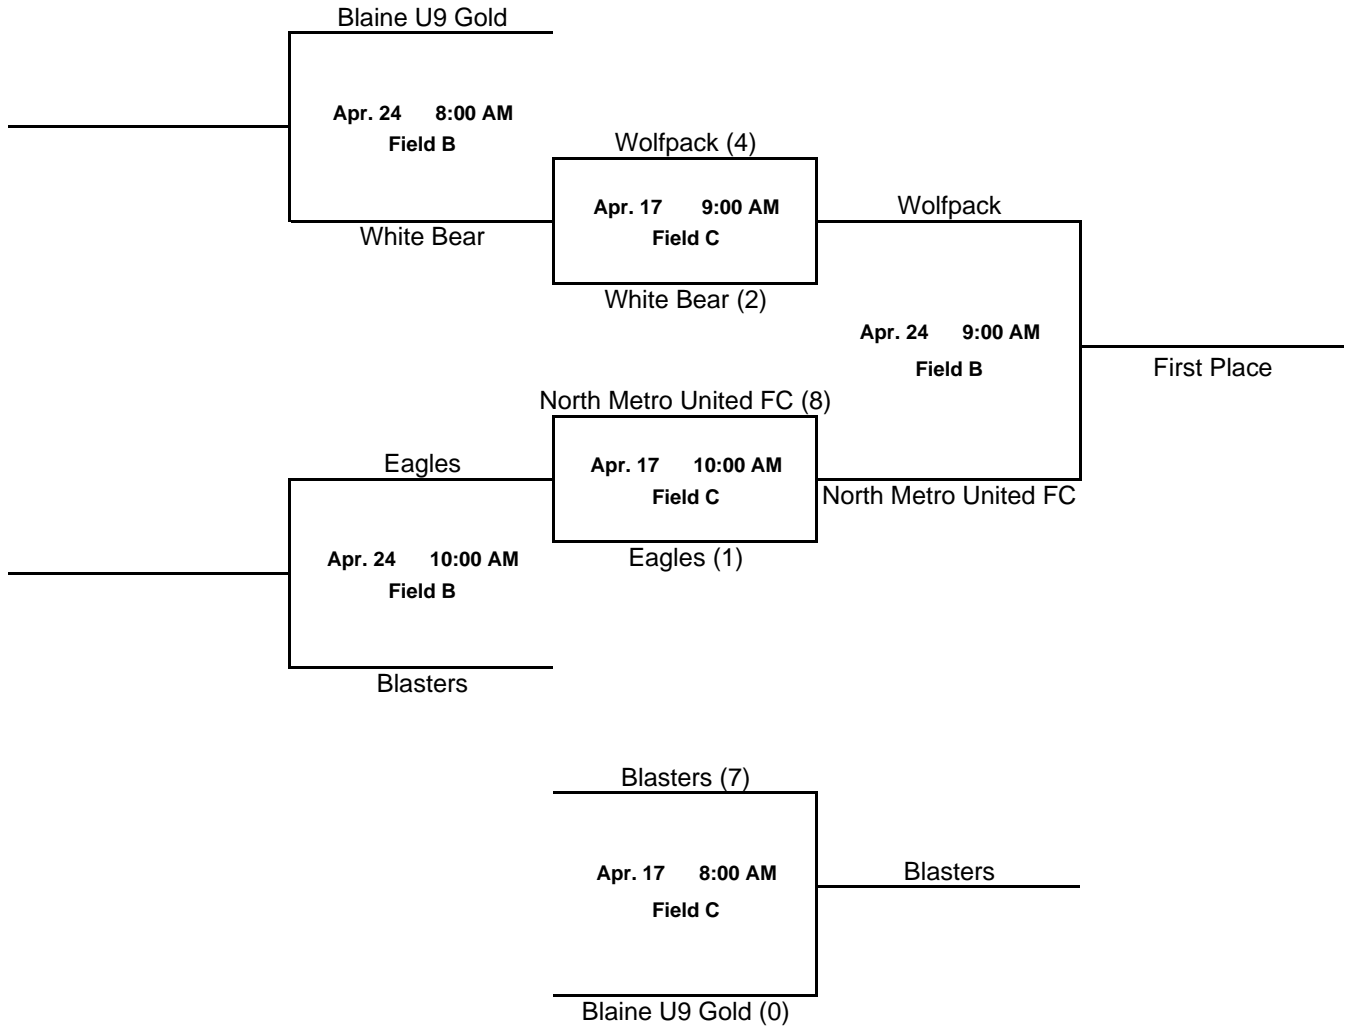 Blaine U9 Gold
Apr. 24 8:00 AM
Field B
White Bear
Wolfpack (4)
Apr. 17 9:00 AM
Field C
White Bear (2)
Wolfpack
Apr. 24 9:00 AM
Field B
First Place
North Metro United FC (8)
Apr. 17 10:00 AM
Field C
Eagles (1)
North Metro United FC
Eagles
Apr. 24 10:00 AM
Field B
Blasters
Blasters (7)
Apr. 17 8:00 AM
Field C
Blaine U9 Gold (0)
Blasters